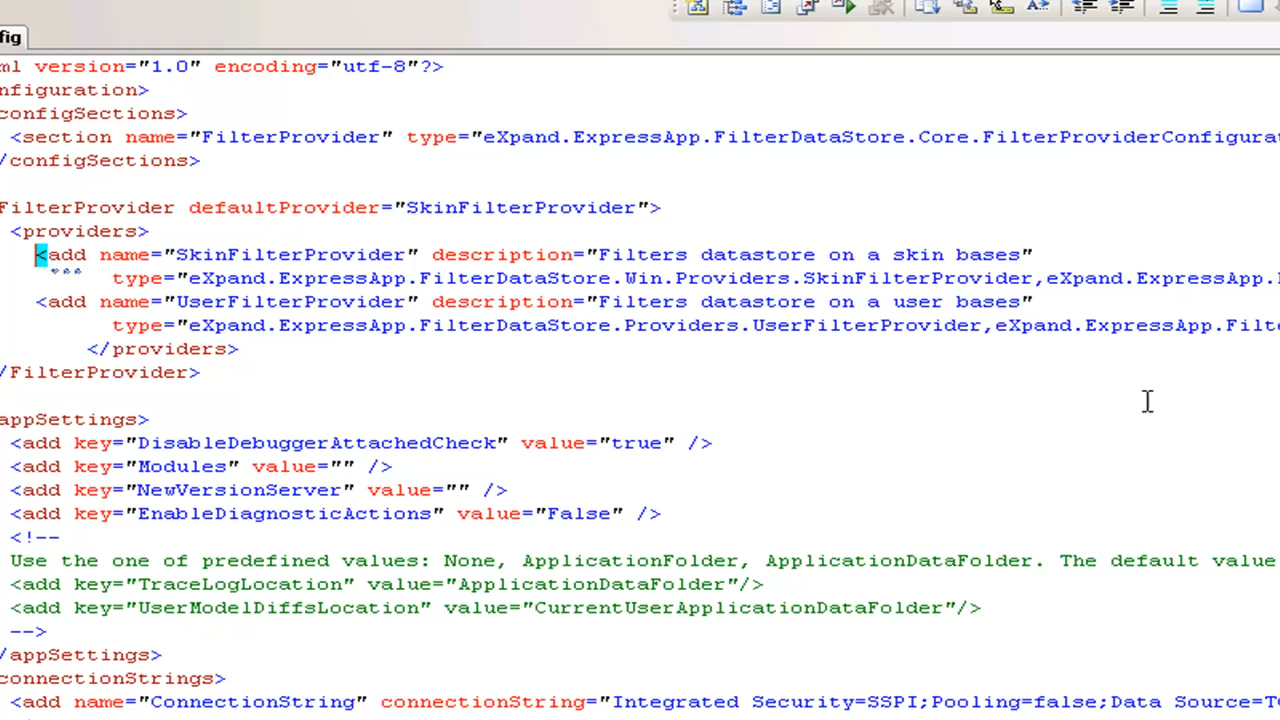 fig
ml version="1.0" encoding="utf-8"?>
nfiguration>
configSections>
<section name="FilterProvider" type="eXpand.ExpressApp.FilterDataStore.Core.FilterProviderConfigurat
/configSections>
FilterProvider defaultProvider="SkinFilterProvider">
<providers>
<add name="SkinFilterProvider" description="Filters datastore on a skin bases"
type="eXpand.ExpressApp.FilterDataStore.Win.Providers.SkinFilterProvider,eXpand.ExpressApp.
<add name="UserFilterProvider" description="Filters datastore on a user bases"
type="eXpand.ExpressApp.FilterDataStore.Providers.UserFilterProvider,eXpand.ExpressApp.Filte
</providers>
/FilterProvider>
appSettings>
<add key="DisableDebuggerAttachedCheck" value="true" />
<add key="Modules" value="" />
<add key="NewVersionServer" value="" />
<add key="EnableDiagnosticActions" value="False" />
<!--
Use the one of predefined values: None, ApplicationFolder, ApplicationDataFolder. The default value
<add key="TraceLogLocation" value="ApplicationDataFolder"/>
<add key="UserModelDiffsLocation" value="CurrentUserApplicationDataFolder"/>
-->
/appSettings>
connectionStrings>
<add name="ConnectionString" connectionString="Integrated Security=SSPI;Pooling=false;Data Source=T